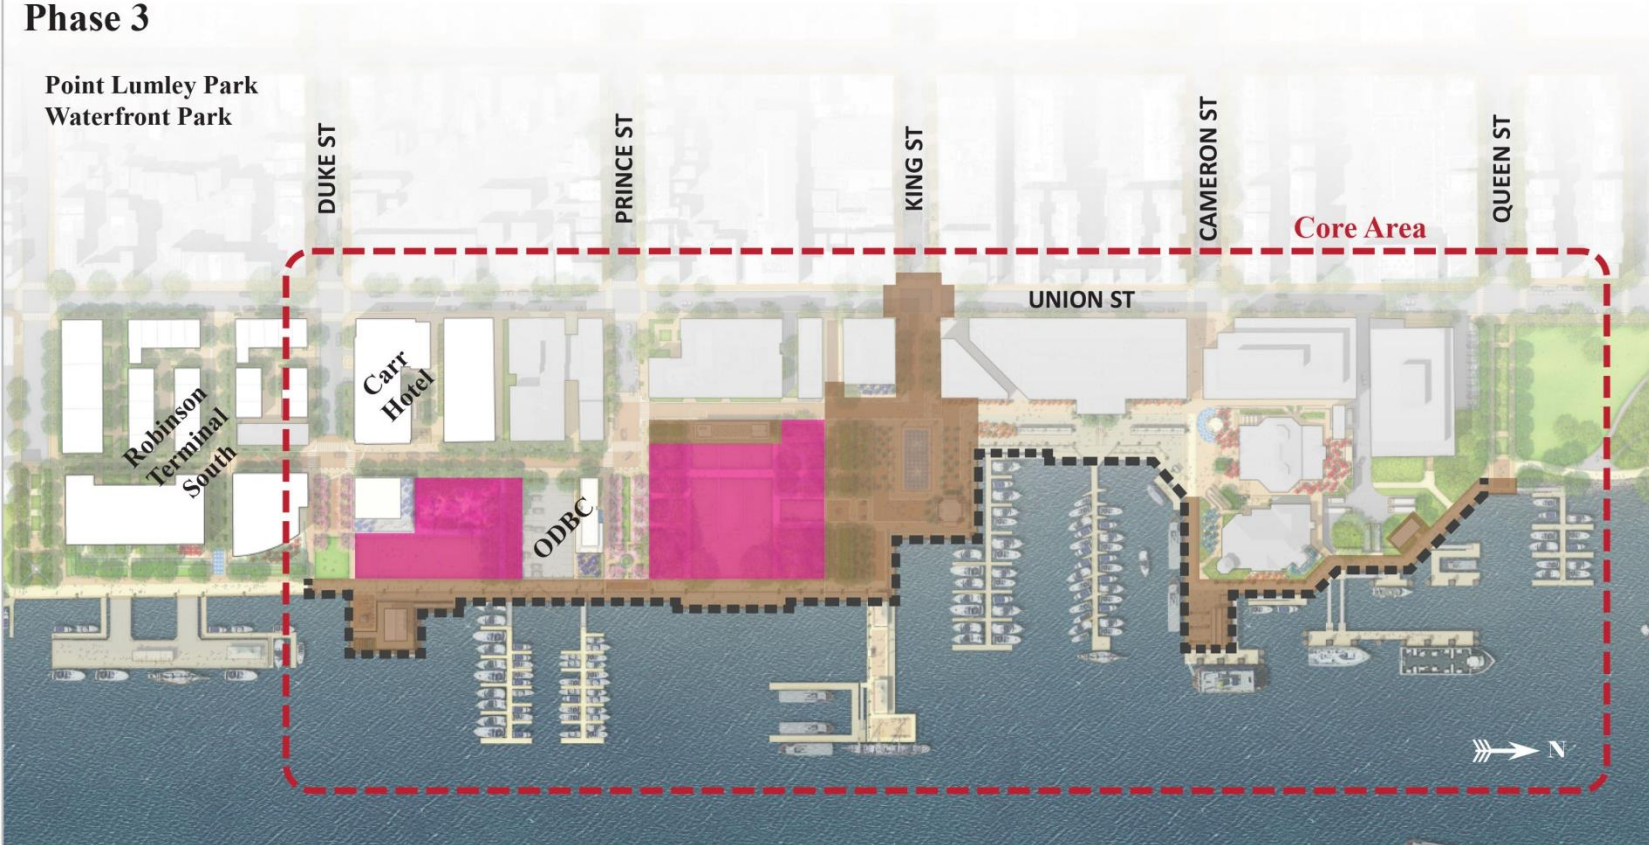 Phase 3
Point Lumley Park
Waterfront Park
DUKE ST
PRINCE ST
KING ST
CAMERON ST
QUEEN ST
Core Area
UNION ST
Carr
Hotel
Robinson
Terminal
South
ODBC
N